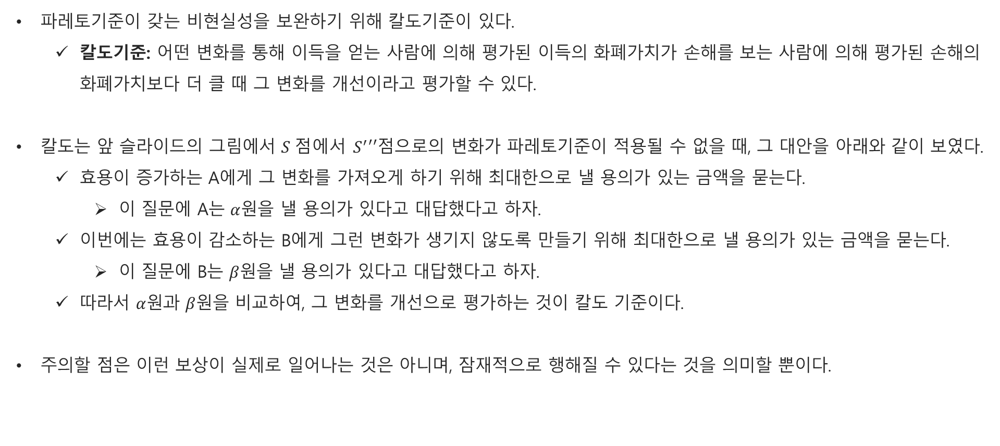 • 파레토기준이 갖는 비현실성을 보완하기 위해 칼도기준이 있다.
✓ 칼도기준: 어떤 변화를 통해 이득을 얻는 사람에 의해 평가된 이득의 화폐가치가 손해를 보는 사람에 의해 평가된 손해의
화폐가치보다 더 클 때 그 변화를 개선이라고 평가할 수 있다.
• 칼도는 앞 슬라이드의 그림에서 S 점에서 S′′′점으로의 변화가 파레토기준이 적용될 수 없을 때, 그 대안을 아래와 같이 보였다.
✓ 효용이 증가하는 A에게 그 변화를 가져오게 하기 위해 최대한으로 낼 용의가 있는 금액을 묻는다.
➢ 이 질문에 A는 α원을 낼 용의가 있다고 대답했다고 하자.
✓ 이번에는 효용이 감소하는 B에게 그런 변화가 생기지 않도록 만들기 위해 최대한으로 낼 용의가 있는 금액을 묻는다.
➢ 이 질문에 B는 β원을 낼 용의가 있다고 대답했다고 하자.
✓ 따라서 α원과 β원을 비교하여, 그 변화를 개선으로 평가하는 것이 칼도 기준이다.
• 주의할 점은 이런 보상이 실제로 일어나는 것은 아니며, 잠재적으로 행해질 수 있다는 것을 의미할 뿐이다.